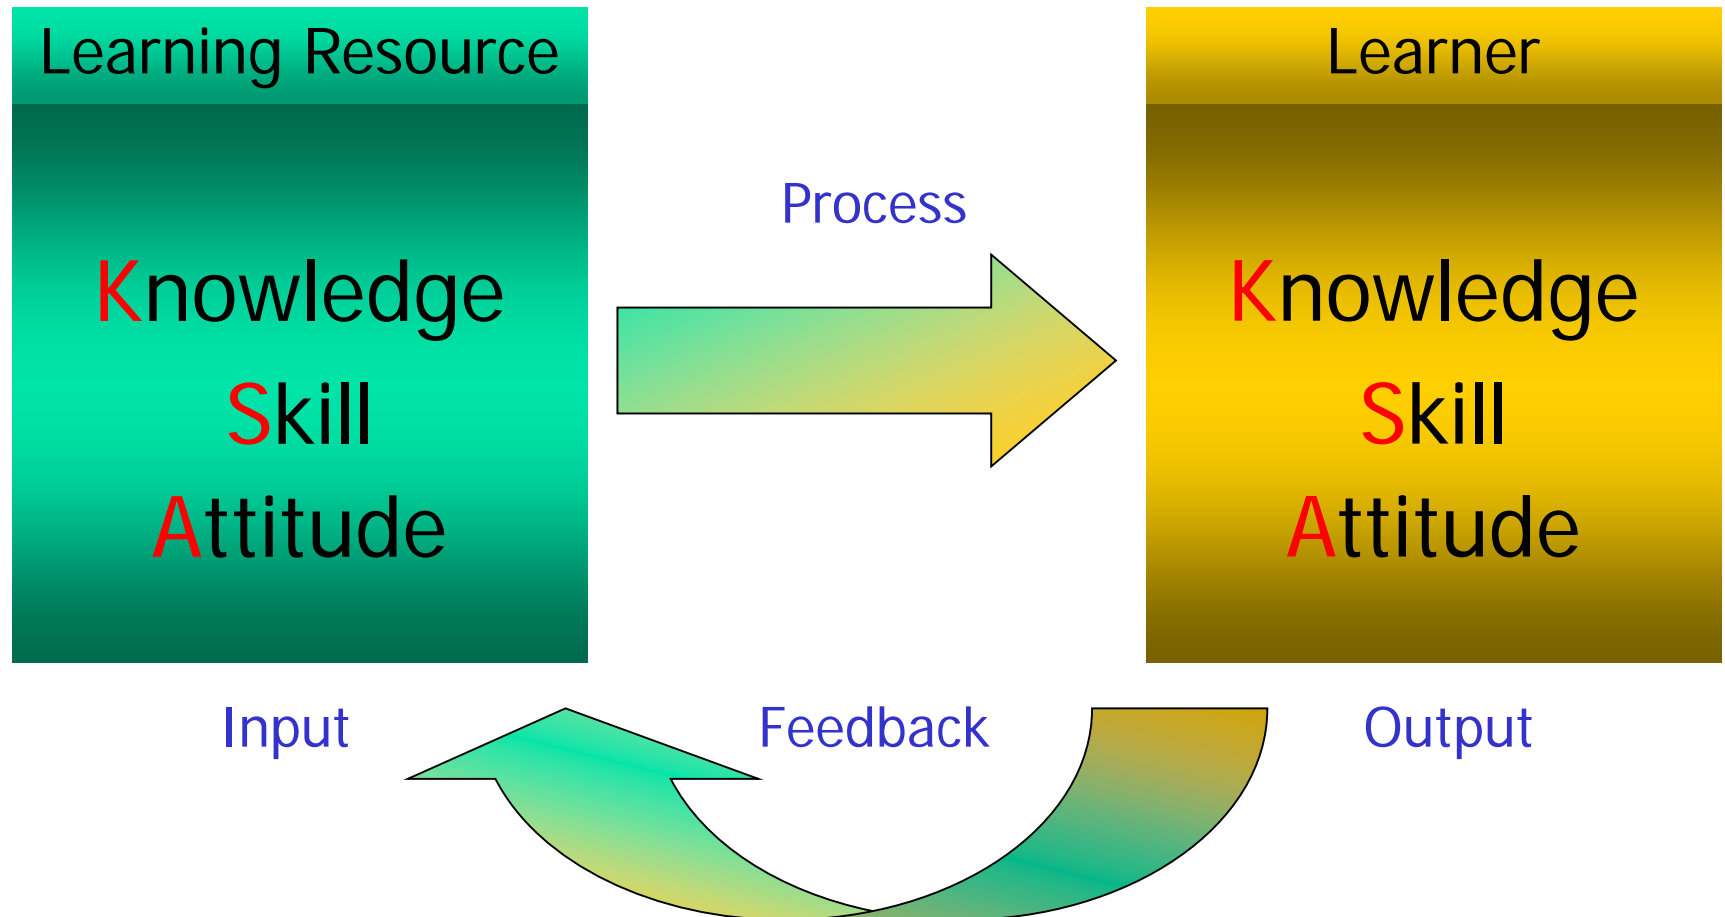 Learning Resource
Knowledge
Skill
Attitude
Input
Process
Feedback
Learner
Knowledge
Skill
Attitude
Output